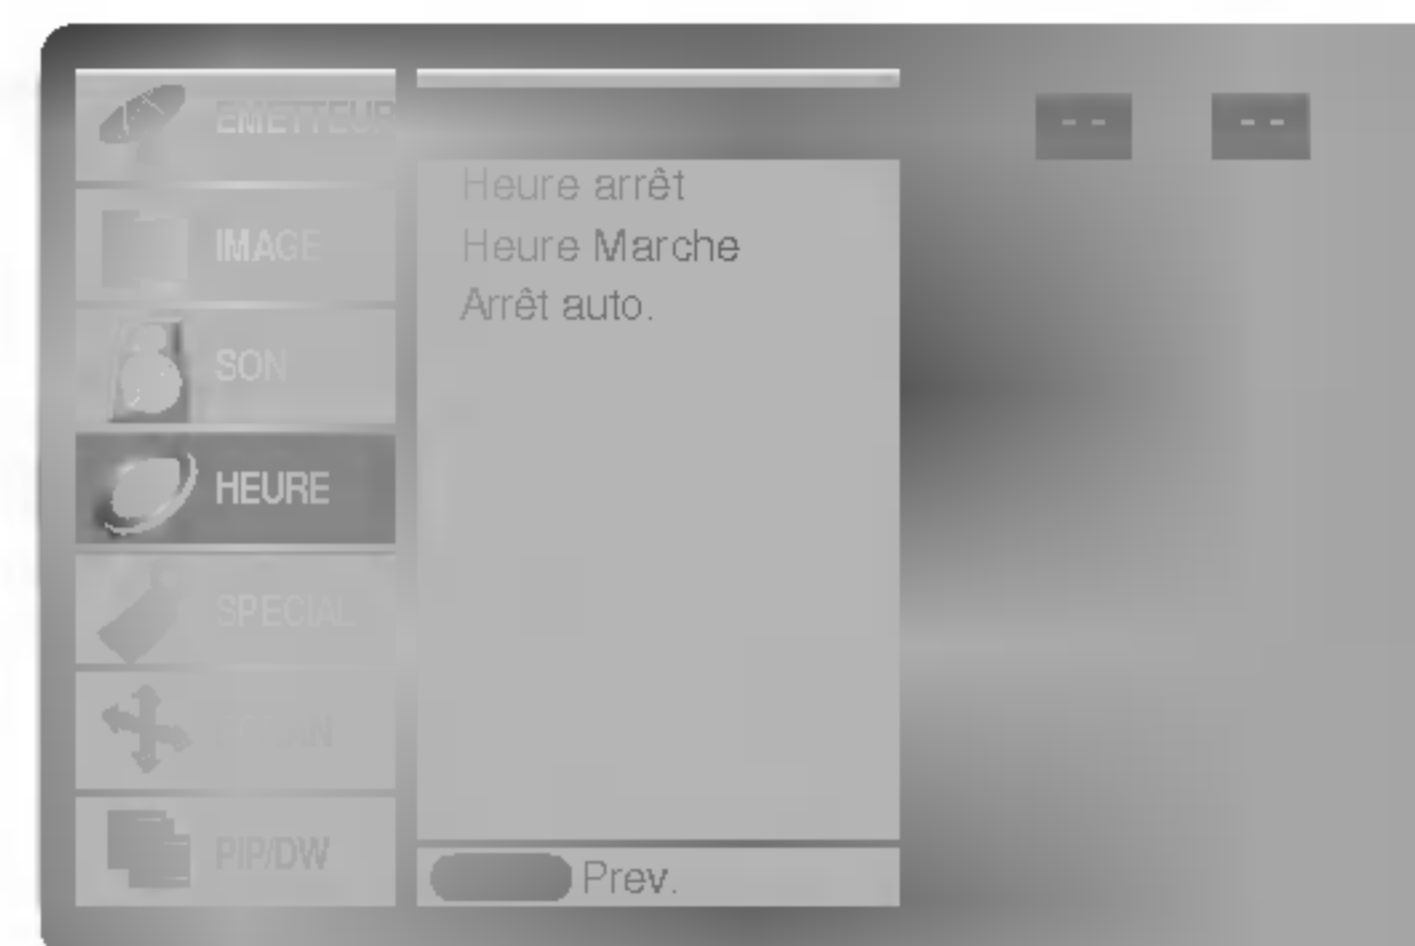 EMETTEUR
IMAGE
SON
HEURE
SPECIAL
PIP/DW
-- --
Heure arrêt
Heure Marche
Arrêt auto.
Prev.